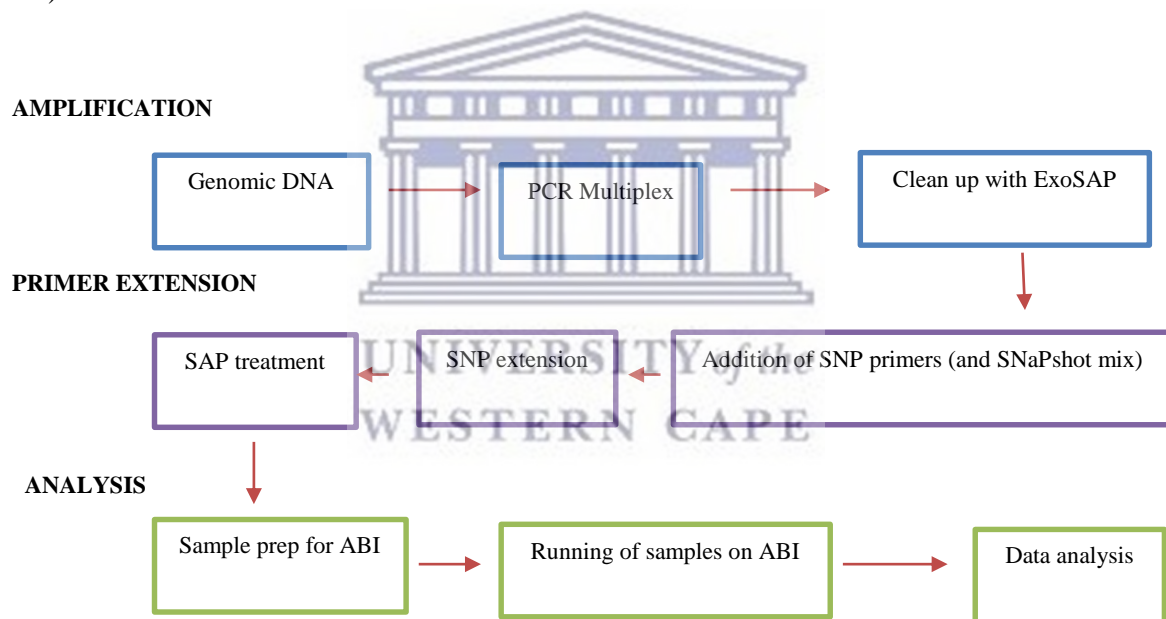 AMPLIFICATION
Genomic DNA
PCR Multiplex
Clean up with ExoSAP
PRIMER EXTENSION
SAP treatment
SNP extension
Addition of SNP primers (and SNaPshot mix)
UNIVERSITY of the
WESTERN CAPE
ANALYSIS
Sample prep for ABI
Running of samples on ABI
Data analysis